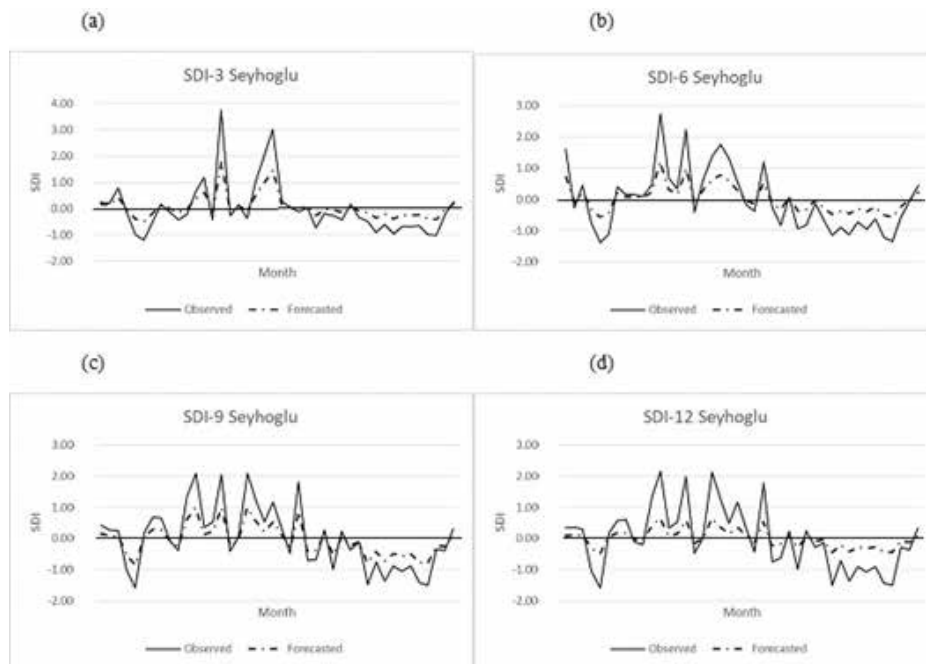 (a)
SDI-3 Seyhoglu
4.00
3.00
2.00
1.00
0.00
-1.00
-2.00
SDI
Month
Observed Forecasted
(b)
SDI-6 Seyhoglu
3.00
2.00
1.00
0.00
-1.00
-2.00
SDI
Month
Observed Forecasted
(c)
SDI-9 Seyhoglu
3.00
2.00
1.00
0.00
-1.00
-2.00
SDI
Month
Observed Forecasted
(d)
SDI-12 Seyhoglu
3.00
2.00
1.00
0.00
-1.00
-2.00
SDI
Month
Observed Forecasted